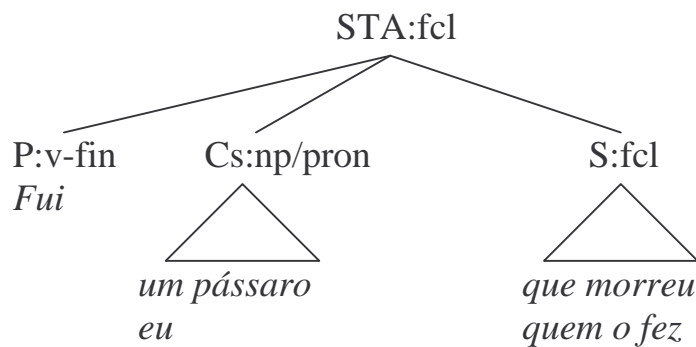 STA:fcl
P:v-fin Cs:np/pron S:fcl
Fui
um pássaro que morreu
eu quem o fez